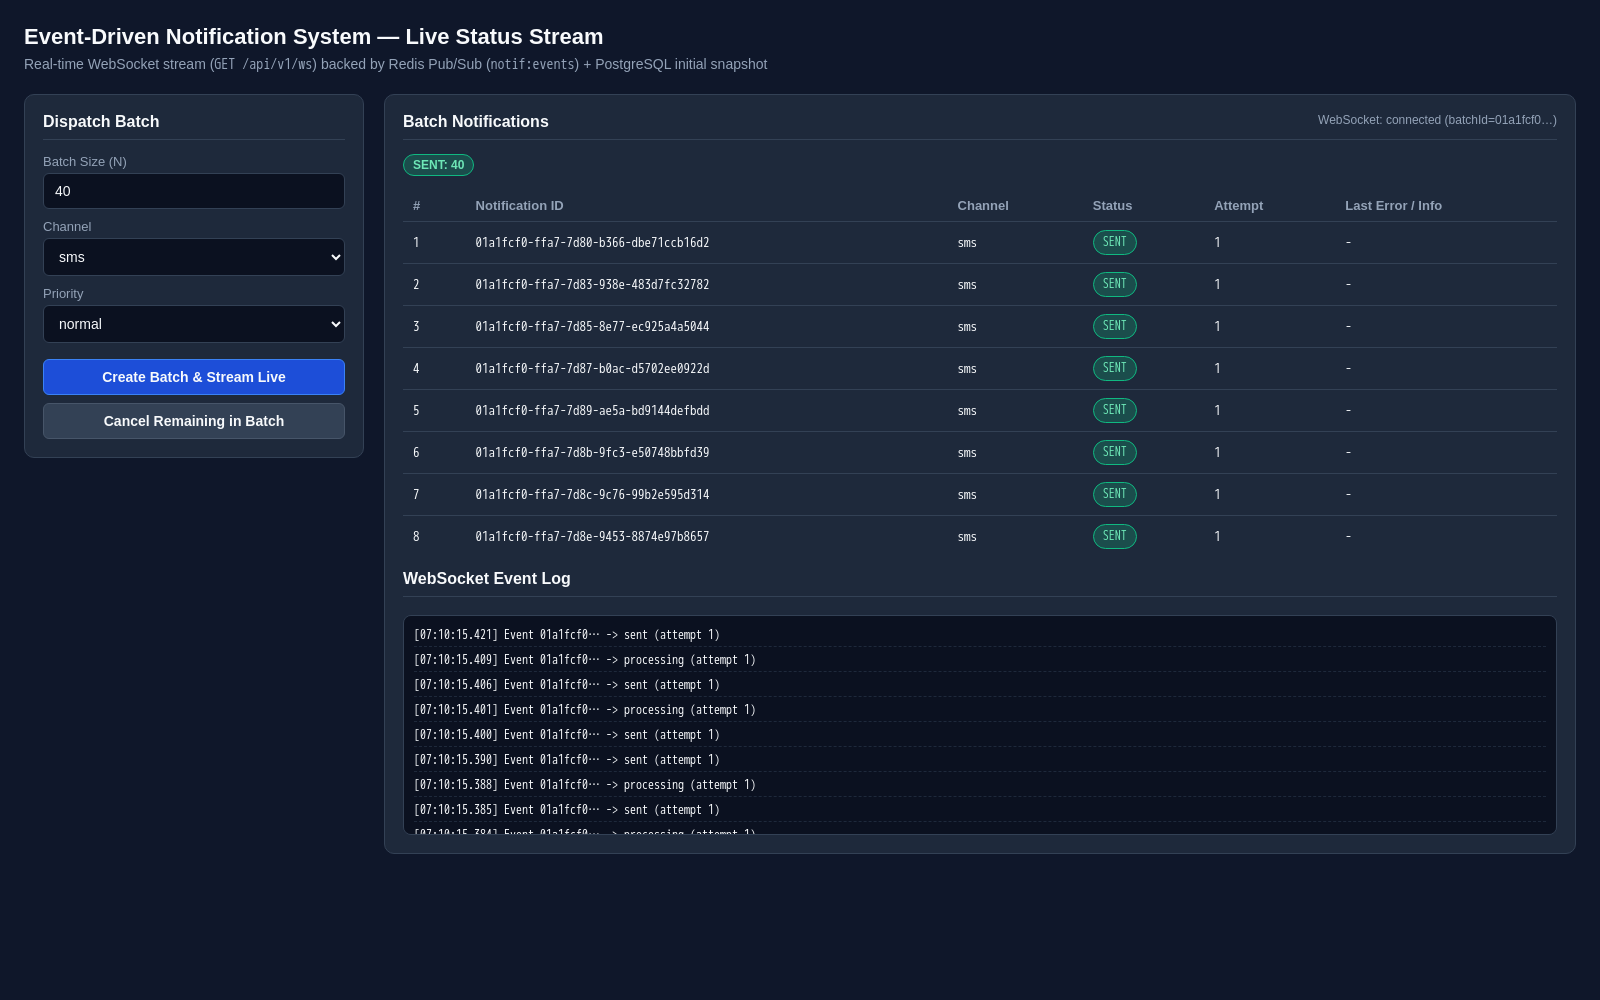 Event-Driven Notification System — Live Status Stream
Real-time WebSocket stream (GET /api/v1/ws) backed by Redis Pub/Sub (notif:events) + PostgreSQL initial snapshot
Dispatch Batch
Batch Size (N)
40
Channel
sms
Priority
normal
Create Batch & Stream Live
Cancel Remaining in Batch
Batch Notifications
WebSocket: connected (batchId=01a1fcf0…)
SENT: 40
# Notification ID Channel Status Attempt Last Error / Info
1 01a1fcf0-ffa7-7d80-b366-dbe71ccb16d2 sms SENT 1 -
2 01a1fcf0-ffa7-7d83-938e-483d7fc32782 sms SENT 1 -
3 01a1fcf0-ffa7-7d85-8e77-ec925a4a5044 sms SENT 1 -
4 01a1fcf0-ffa7-7d87-b0ac-d5702ee0922d sms SENT 1 -
5 01a1fcf0-ffa7-7d89-ae5a-bd9144defbdd sms SENT 1 -
6 01a1fcf0-ffa7-7d8b-9fc3-e50748bbfd39 sms SENT 1 -
7 01a1fcf0-ffa7-7d8c-9c76-99b2e595d314 sms SENT 1 -
8 01a1fcf0-ffa7-7d8e-9453-8874e97b8657 sms SENT 1 -
WebSocket Event Log
[07:10:15.421] Event 01a1fcf0… -> sent (attempt 1)
[07:10:15.409] Event 01a1fcf0… -> processing (attempt 1)
[07:10:15.406] Event 01a1fcf0… -> sent (attempt 1)
[07:10:15.401] Event 01a1fcf0… -> processing (attempt 1)
[07:10:15.400] Event 01a1fcf0… -> sent (attempt 1)
[07:10:15.390] Event 01a1fcf0… -> sent (attempt 1)
[07:10:15.388] Event 01a1fcf0… -> processing (attempt 1)
[07:10:15.385] Event 01a1fcf0… -> sent (attempt 1)
[07:10:15.384] Event 01a1fcf0… -> processing (attempt 1)